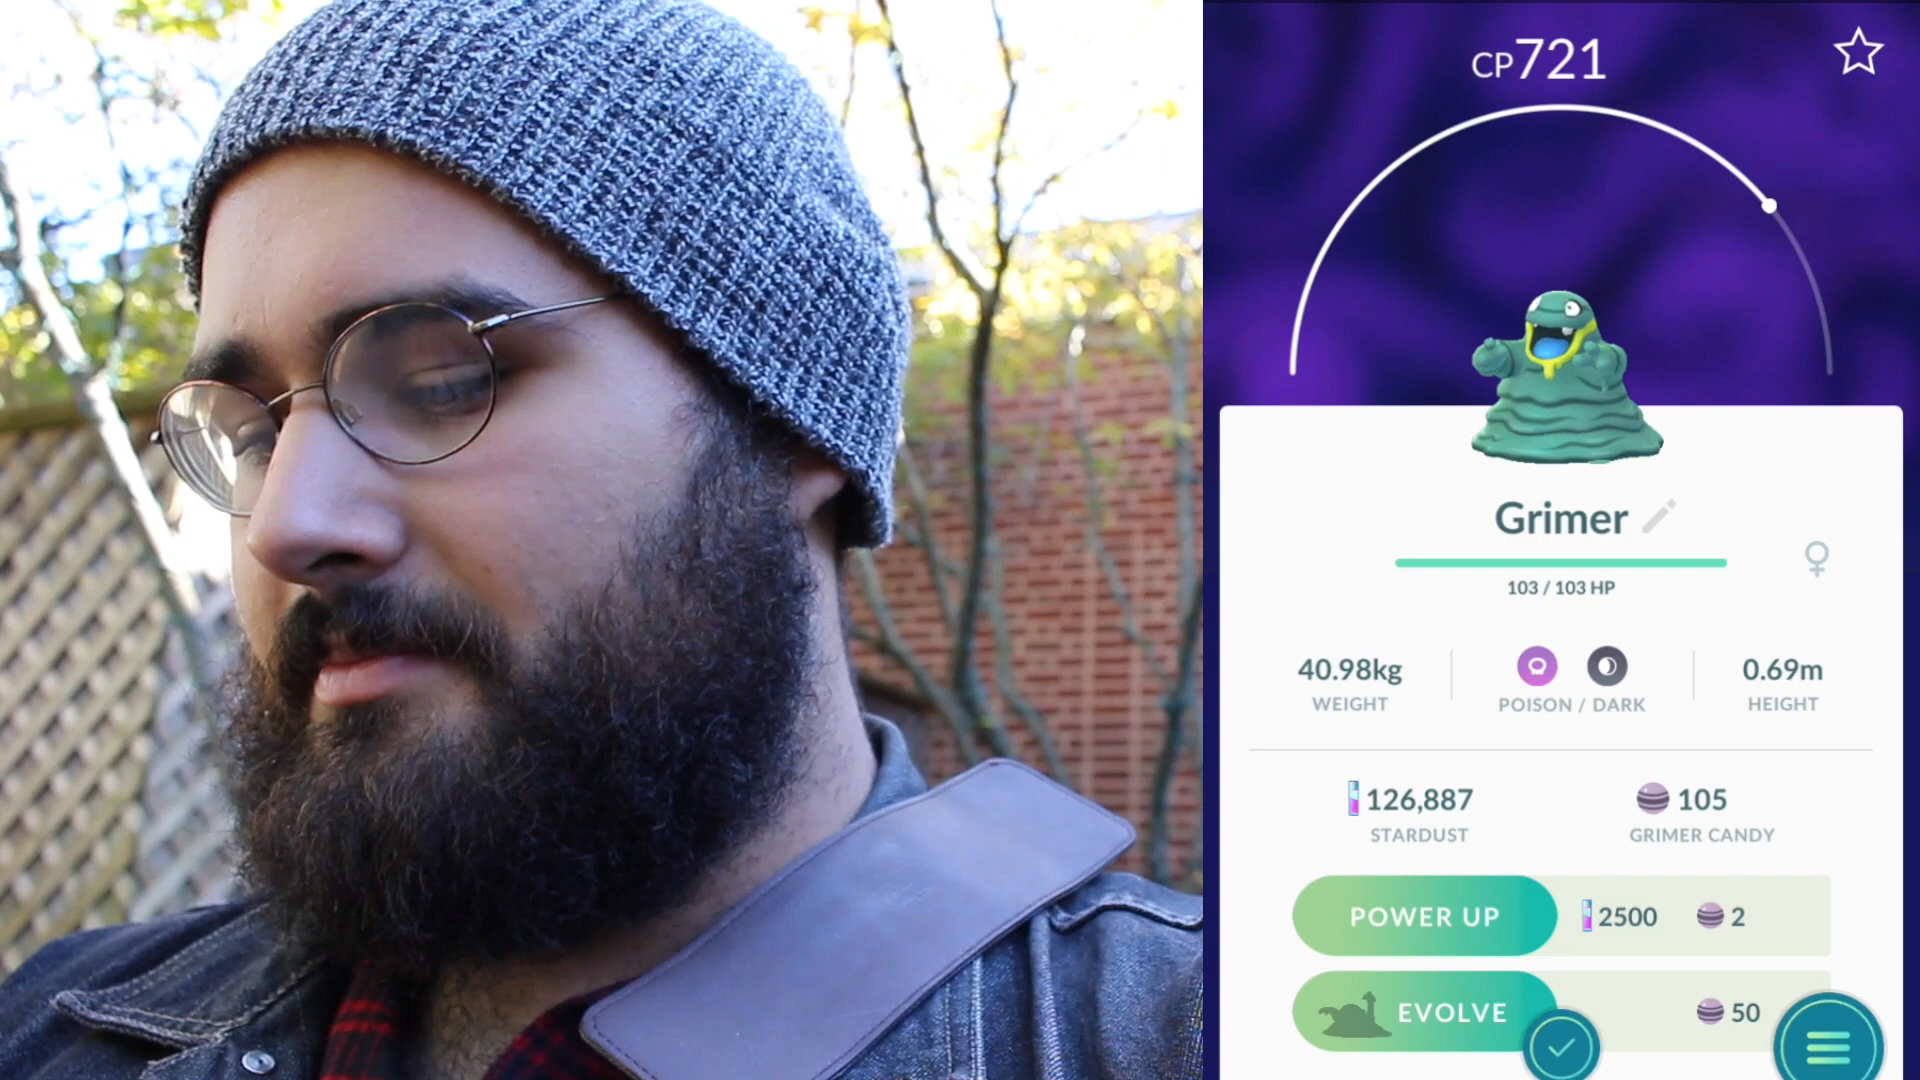 CP721
Grimer
103 / 103 HP
40.98kg
WEIGHT
POISON / DARK
0.69m
HEIGHT
126,887
STARDUST
105
GRIMER CANDY
POWER UP 2500 2
EVOLVE 50